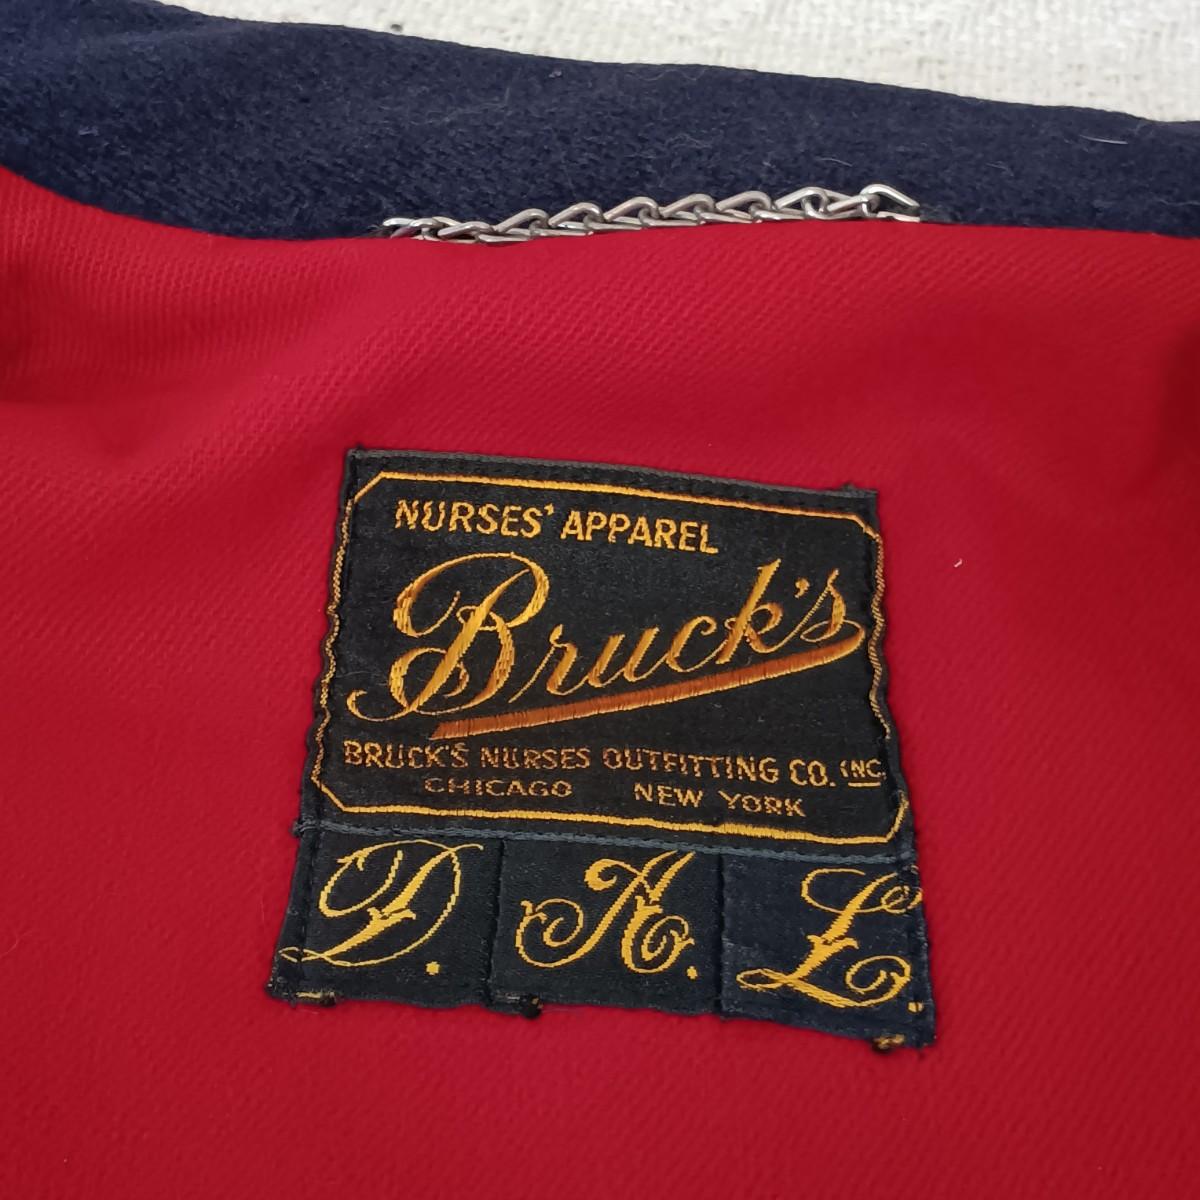 NURSES' APPAREL
Bruck's
BRUCK'S NURSES OUTFITTING CO. INC.
CHICAGO NEW YORK
D. A. L.